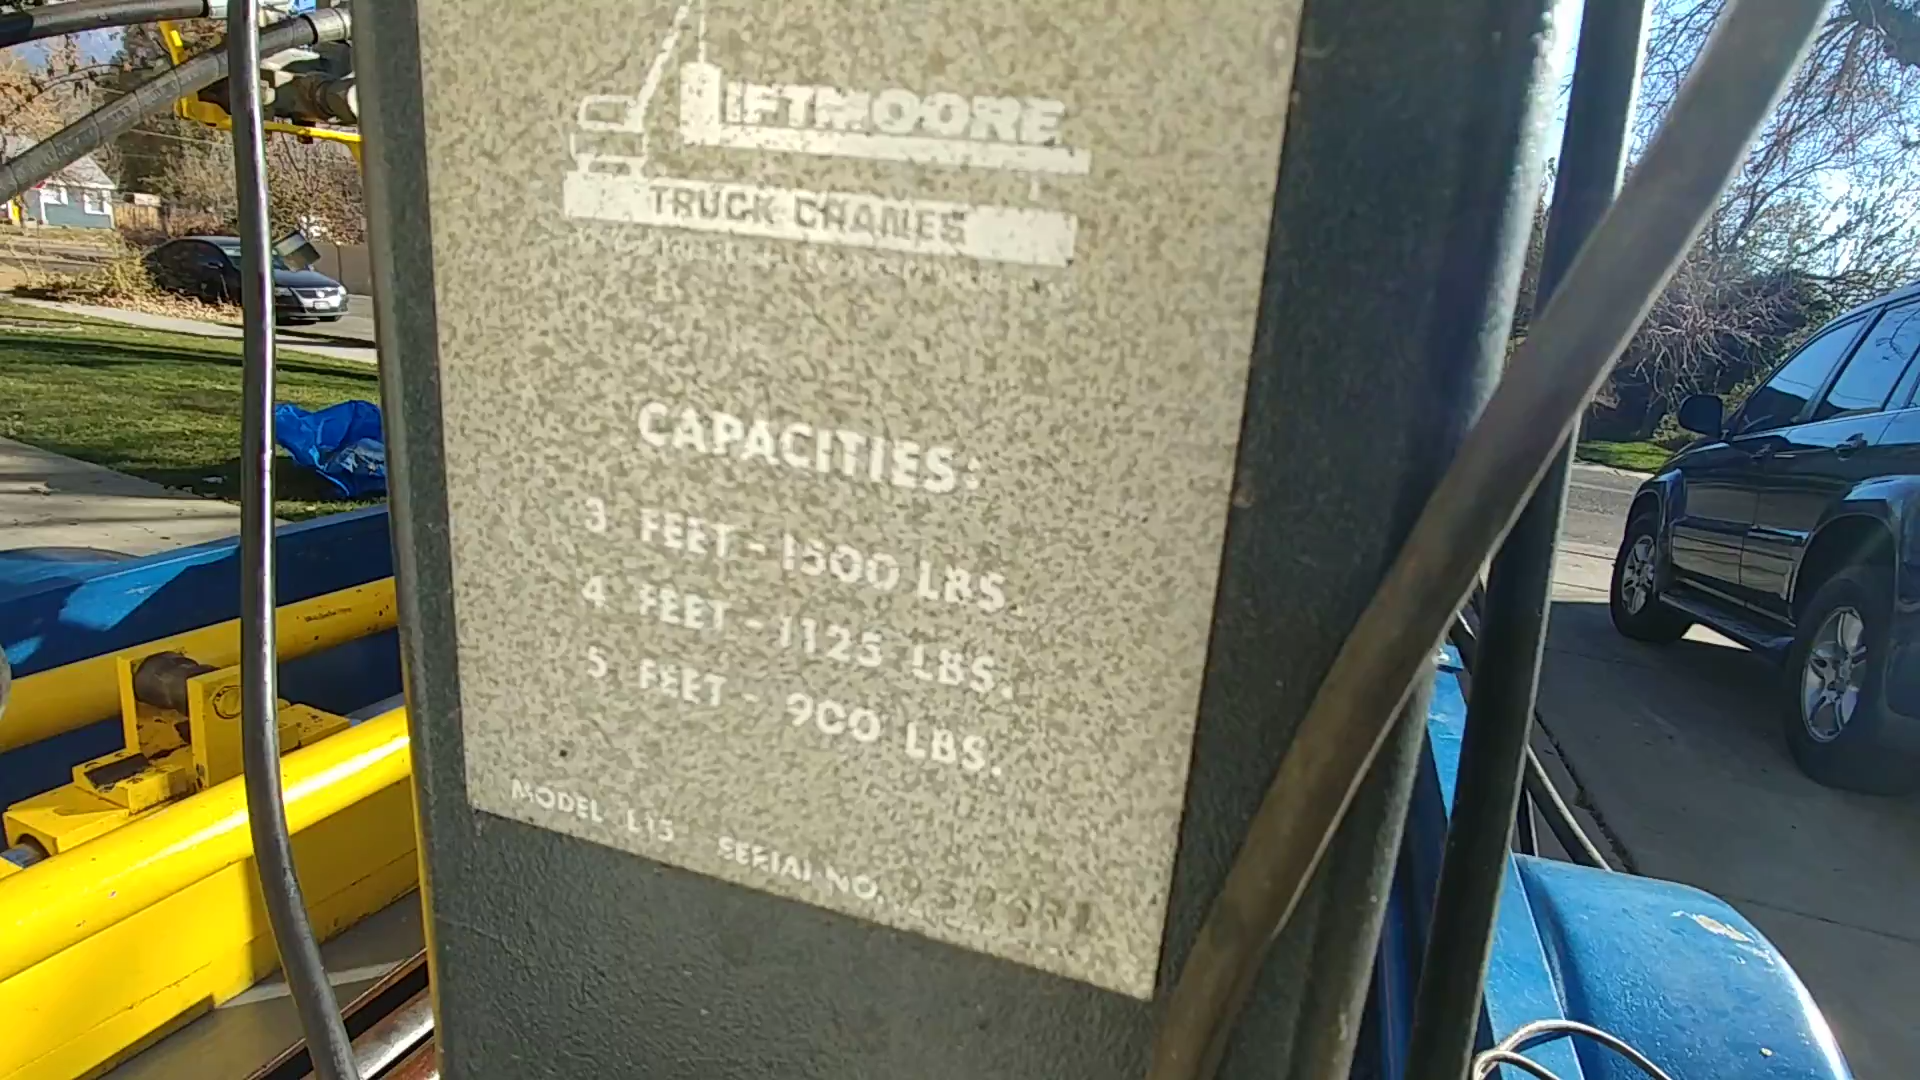 LIFTMOORE
TRUCK CRANES
CAPACITIES:
3 FEET - 1500 LBS.
4 FEET - 1125 LBS.
5 FEET - 900 LBS.
MODEL L15 SERIAL NO.